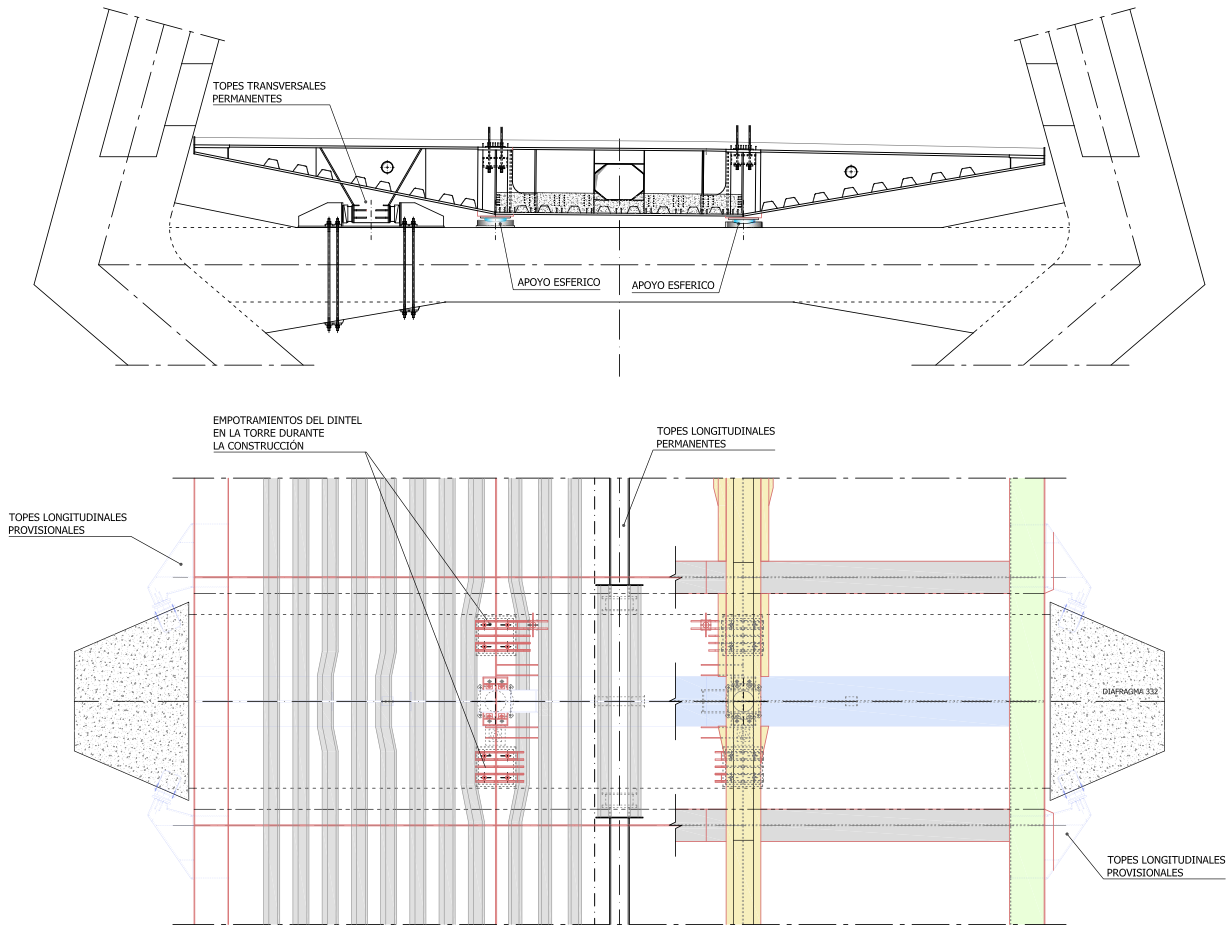 TOPES TRANSVERSALES
PERMANENTES
APOYO ESFERICO
APOYO ESFERICO
EMPOTRAMIENTOS DEL DINTEL
EN LA TORRE DURANTE
LA CONSTRUCCIÓN
TOPES LONGITUDINALES
PERMANENTES
TOPES LONGITUDINALES
PROVISIONALES
DIAFRAGMA 332
TOPES LONGITUDINALES
PROVISIONALES